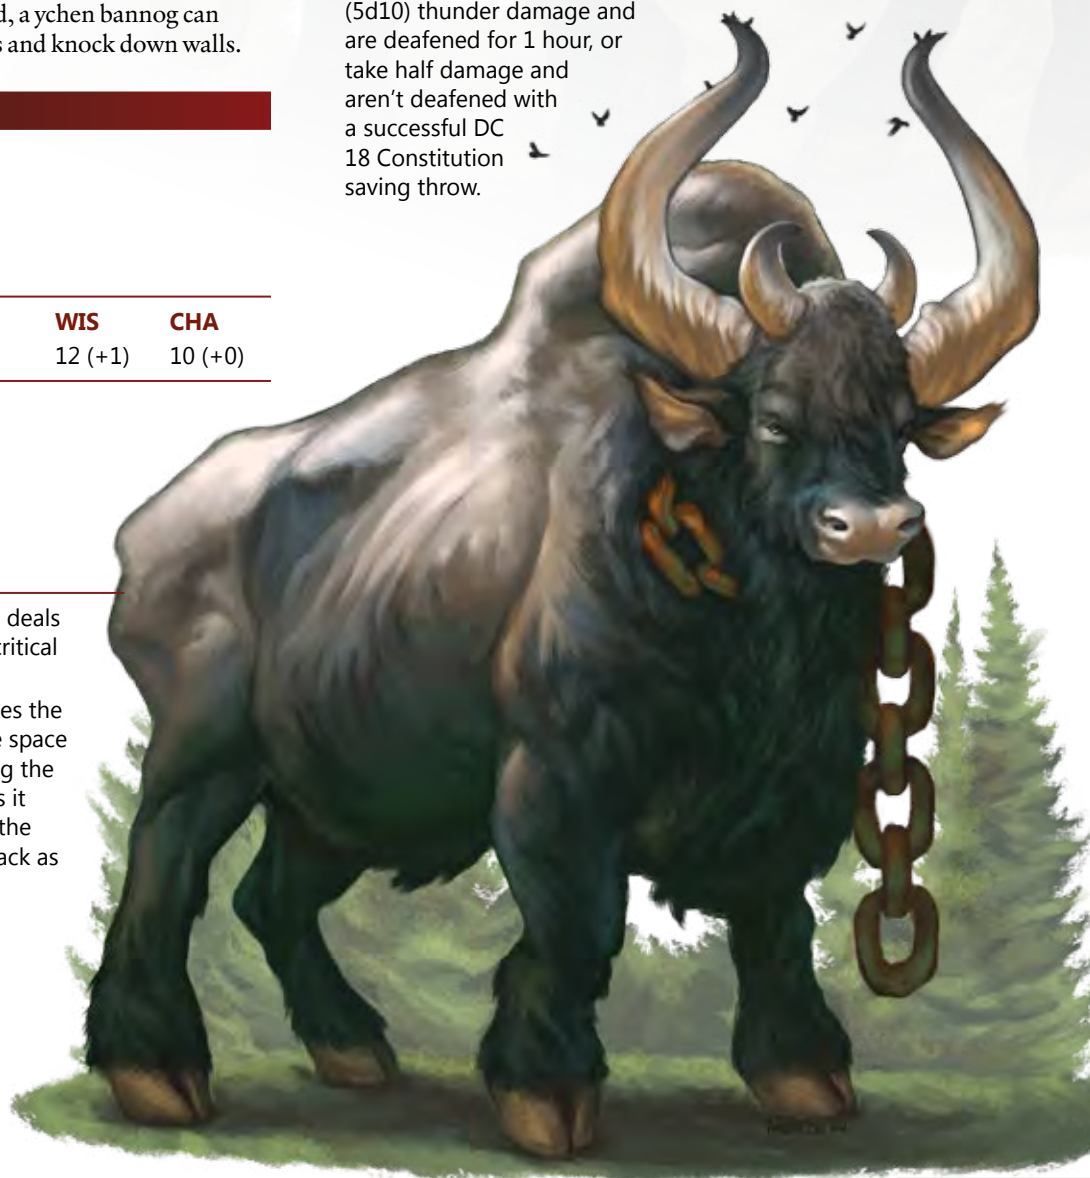 d, a ychen bannog can
s and knock down walls.
WIS CHA
12 (+1) 10 (+0)
deals
ritical
es the
e space
g the
s it
the
ack as
(5d10) thunder damage and
are deafened for 1 hour, or
take half damage and
aren’t deafened with
a successful DC
18 Constitution
saving throw.